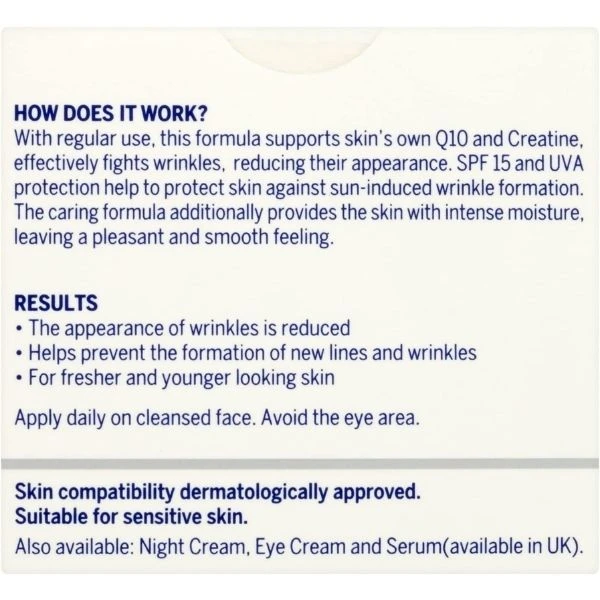 HOW DOES IT WORK?
With regular use, this formula supports skin's own Q10 and Creatine,
effectively fights wrinkles, reducing their appearance. SPF 15 and UVA
protection help to protect skin against sun-induced wrinkle formation.
The caring formula additionally provides the skin with intense moisture,
leaving a pleasant and smooth feeling.
RESULTS
• The appearance of wrinkles is reduced
• Helps prevent the formation of new lines and wrinkles
• For fresher and younger looking skin
Apply daily on cleansed face. Avoid the eye area.
Skin compatibility dermatologically approved.
Suitable for sensitive skin.
Also available: Night Cream, Eye Cream and Serum(available in UK).